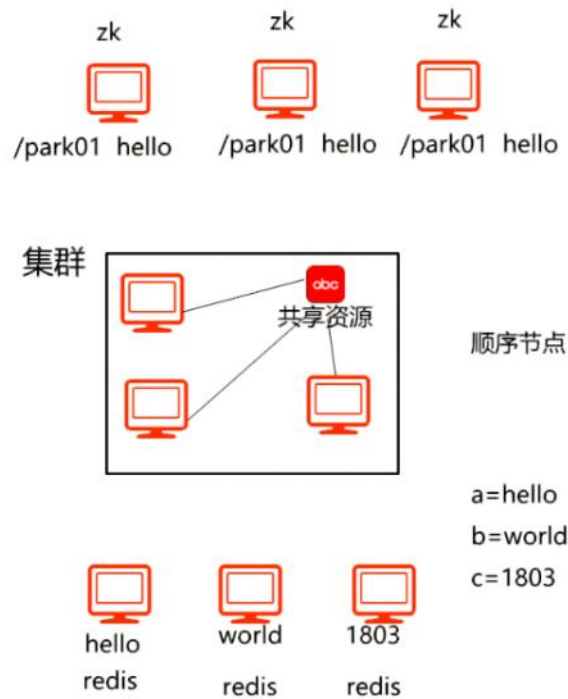 zk zk zk
/park01 hello /park01 hello /park01 hello
集群
abc
共享资源
顺序节点
a=hello
b=world
c=1803
hello world 1803
redis redis redis